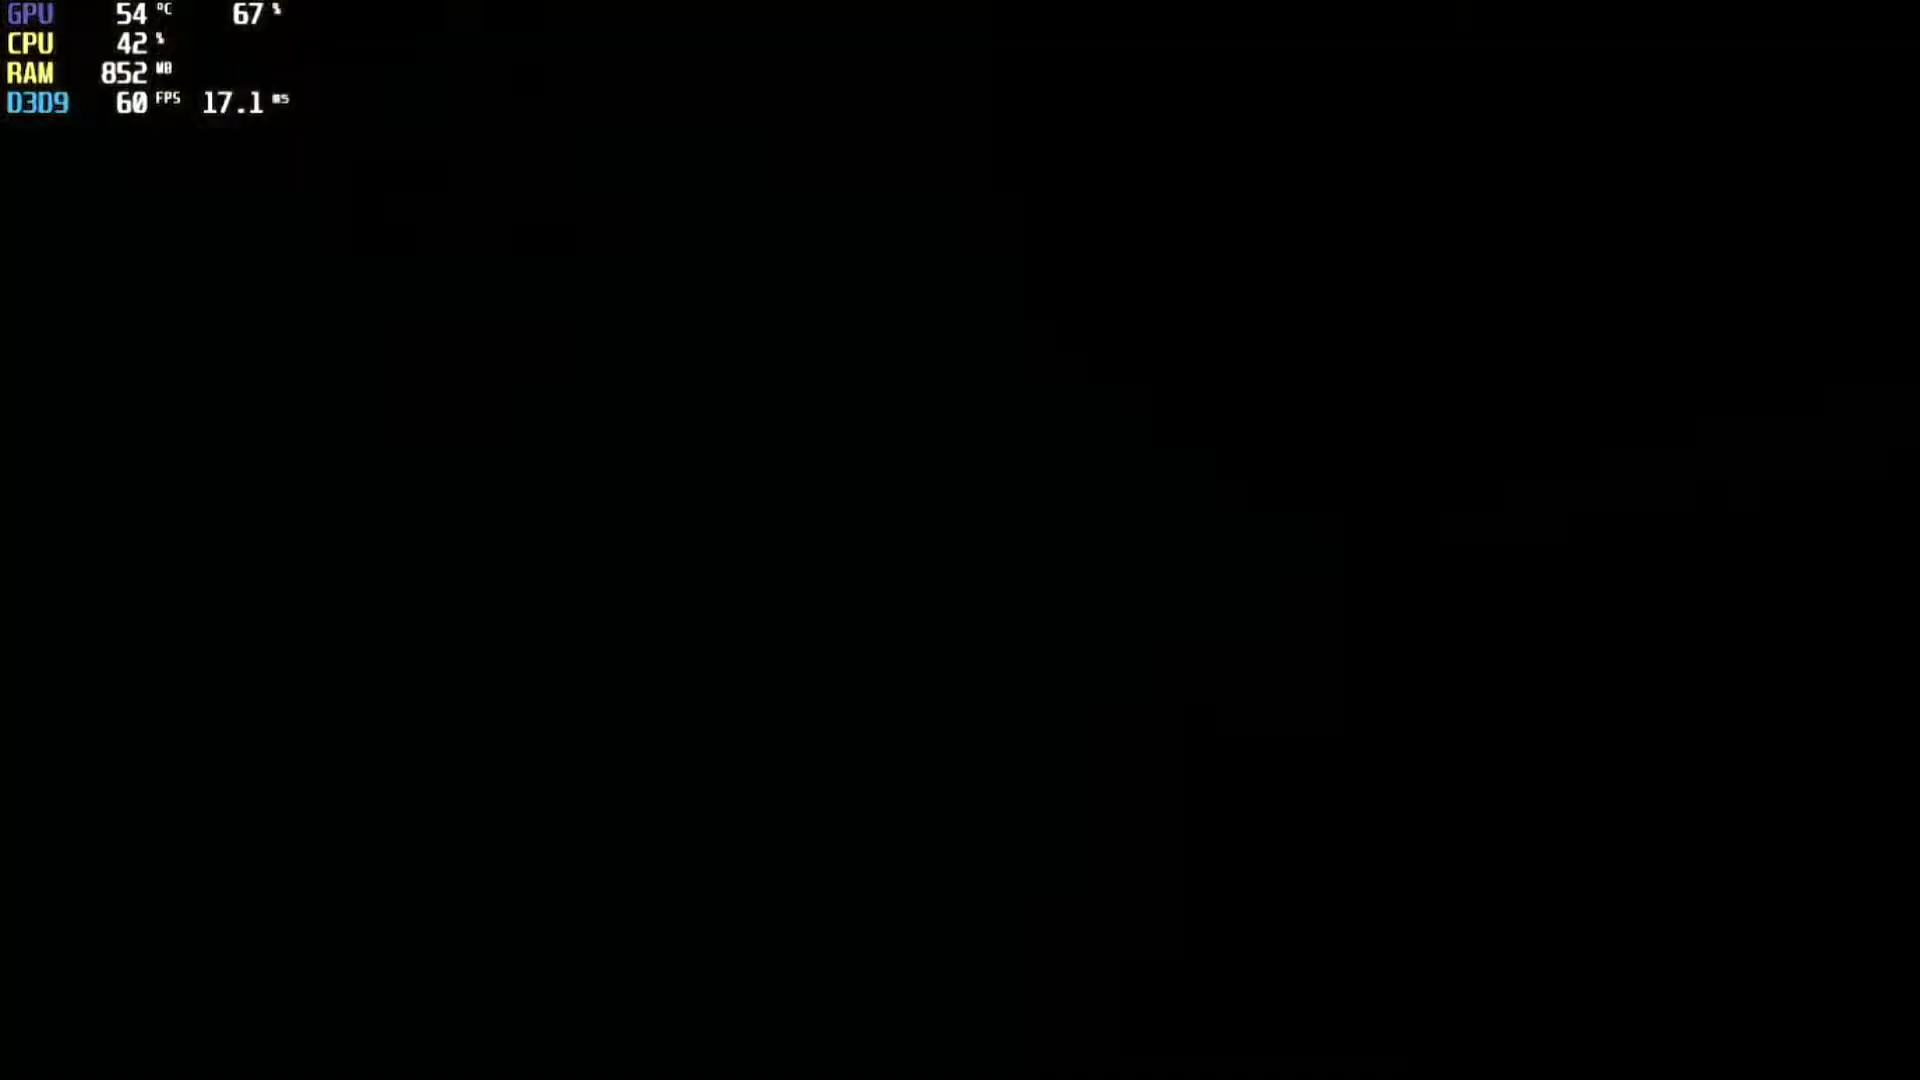 GPU 54 °C 67 %
CPU 42 %
RAM 852 MB
D3D9 60 FPS 17.1 ms